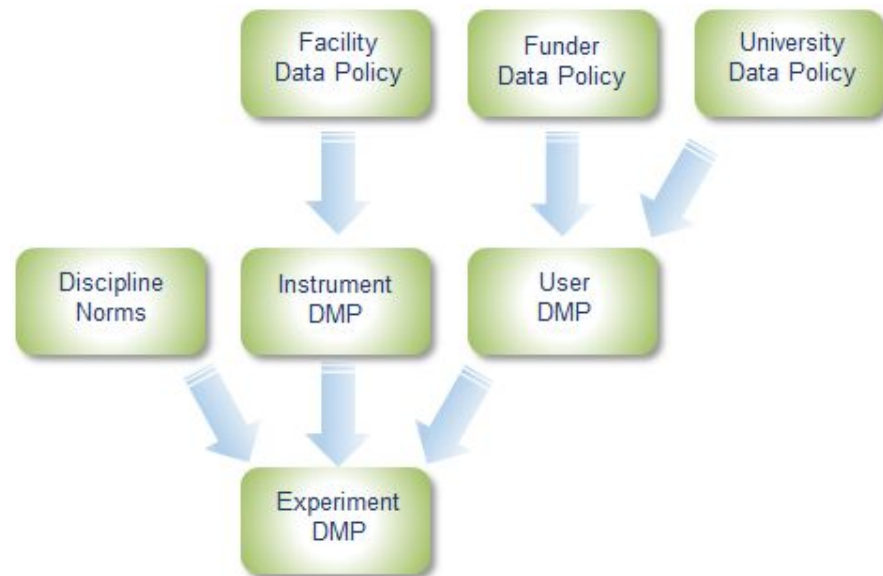 Facility
Data Policy
Funder
Data Policy
University
Data Policy
Discipline
Norms
Instrument
DMP
User
DMP
Experiment
DMP